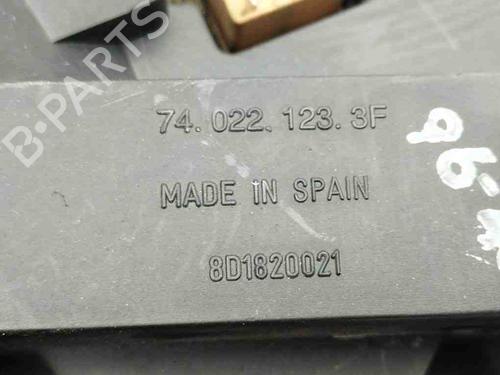 B-PARTS
74.022.123.3F
MADE IN SPAIN
8D1820021